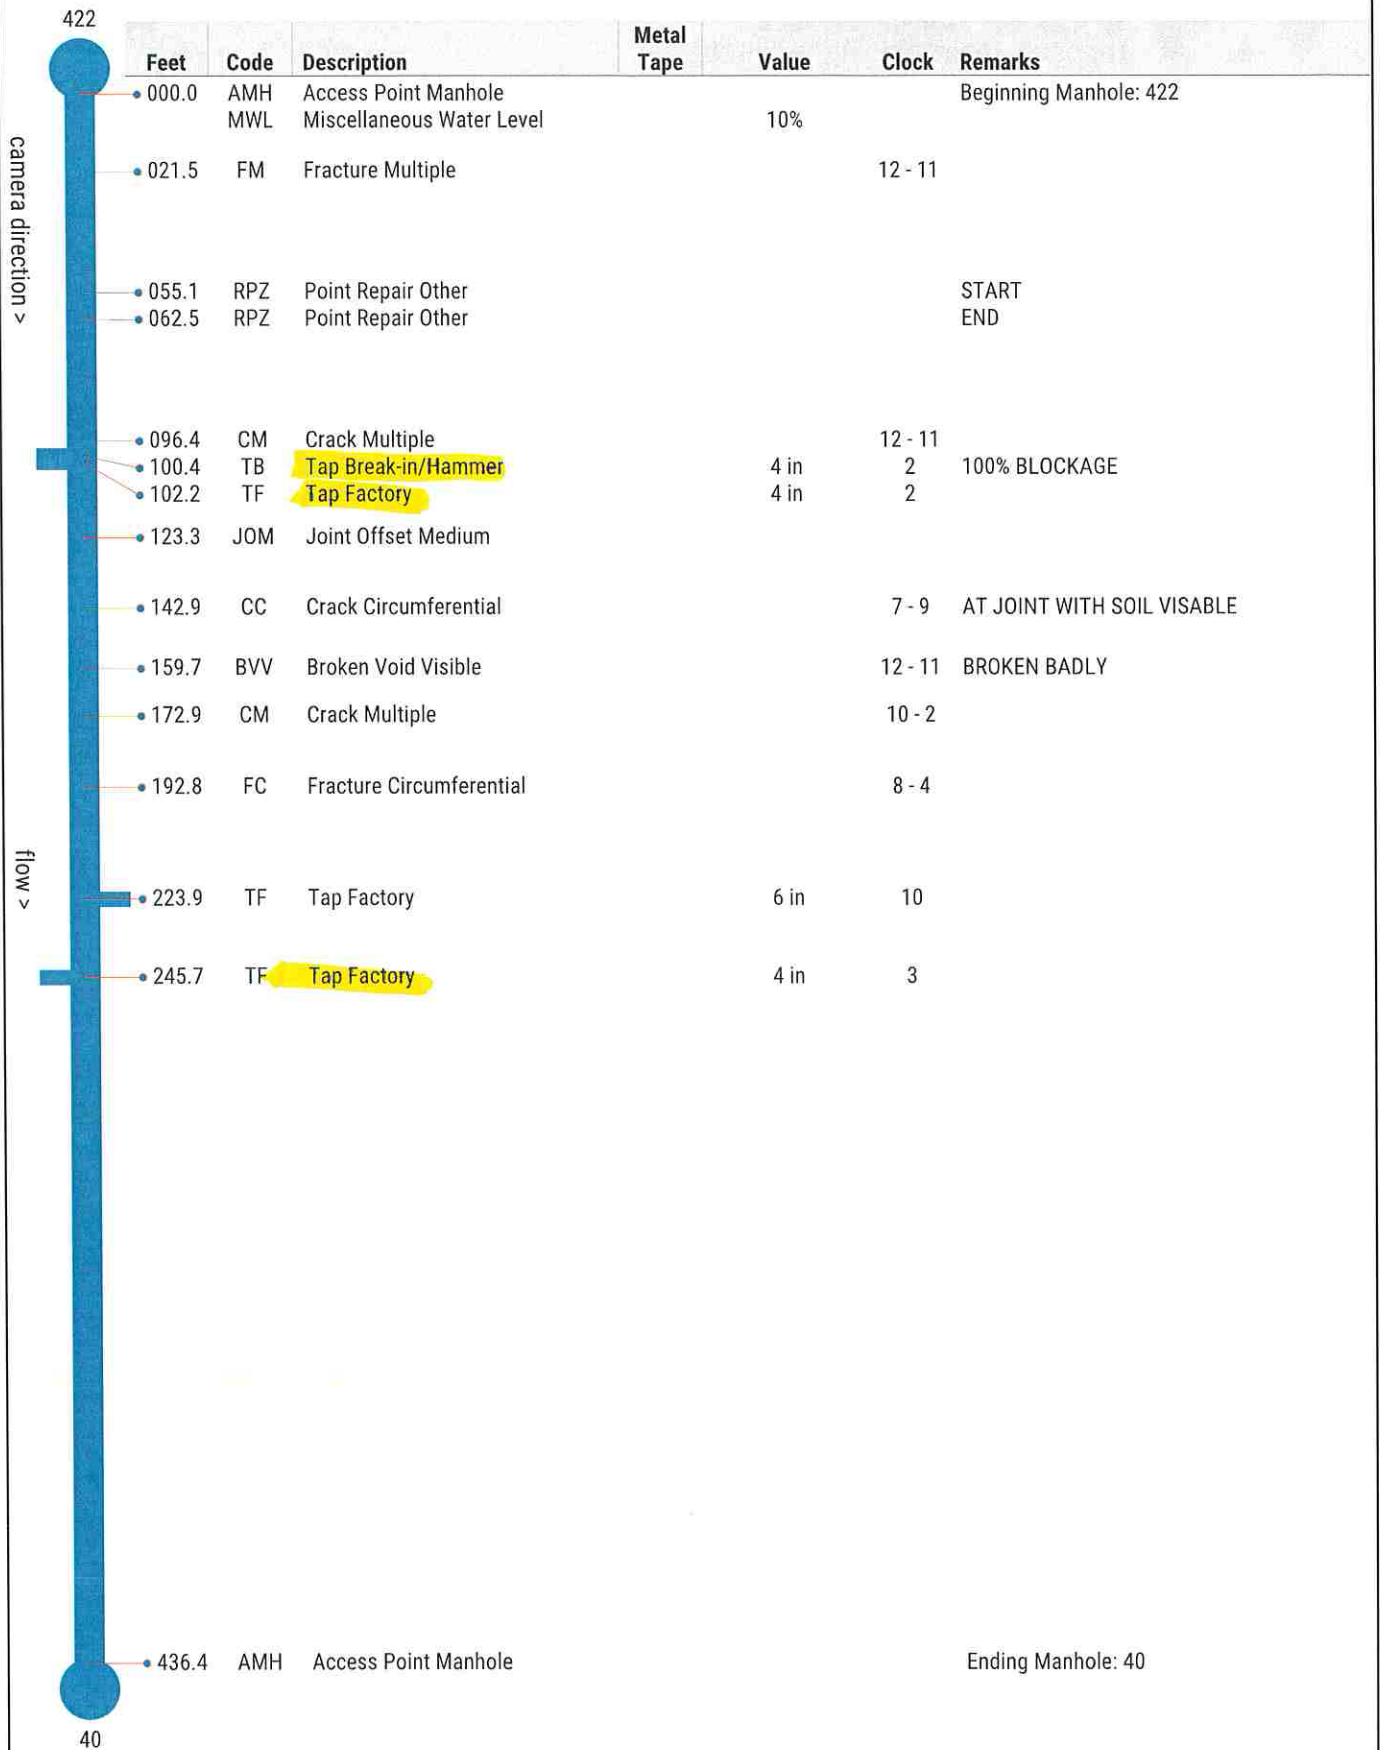 422
Metal
Feet Code Description Tape Value Clock Remarks
000.0 AMH Access Point Manhole Beginning Manhole: 422
MWL Miscellaneous Water Level 10%
camera direction >
021.5 FM Fracture Multiple 12 - 11
055.1 RPZ Point Repair Other START
062.5 RPZ Point Repair Other END
096.4 CM Crack Multiple 12 - 11
100.4 TB Tap Break-in/Hammer 4 in 2 100% BLOCKAGE
102.2 TF Tap Factory 4 in 2
123.3 JOM Joint Offset Medium
142.9 CC Crack Circumferential 7 - 9 AT JOINT WITH SOIL VISABLE
159.7 BVV Broken Void Visible 12 - 11 BROKEN BADLY
172.9 CM Crack Multiple 10 - 2
192.8 FC Fracture Circumferential 8 - 4
flow >
223.9 TF Tap Factory 6 in 10
245.7 TF Tap Factory 4 in 3
436.4 AMH Access Point Manhole Ending Manhole: 40
40